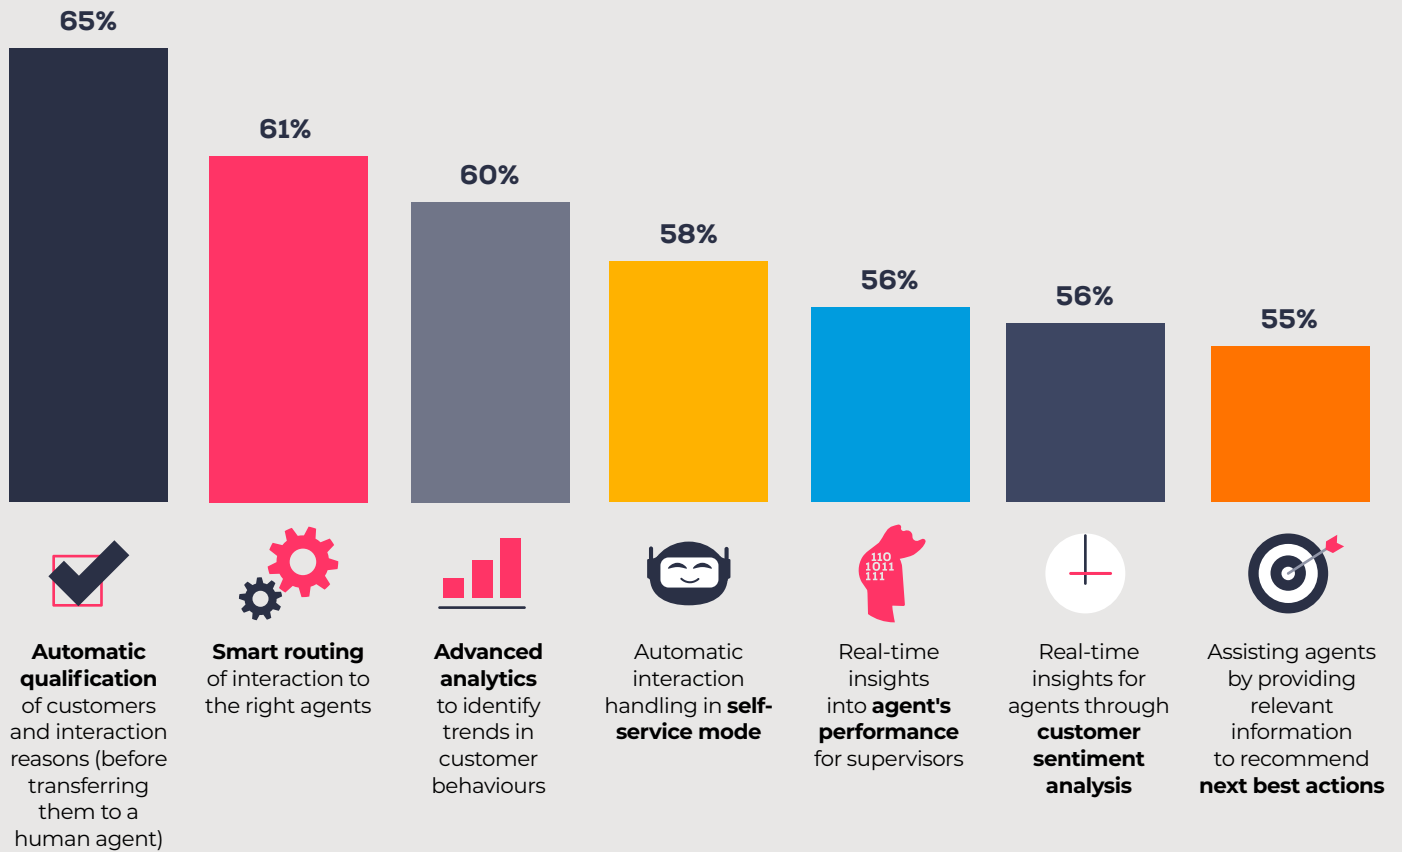 65%
61%
60%
58%
56%
56%
55%
110
1011
111
Automatic
qualification
of customers
and interaction
reasons (before
transferring
them to a
human agent)
Smart routing
of interaction to
the right agents
Advanced
analytics
to identify
trends in
customer
behaviours
Automatic
interaction
handling in self-
service mode
Real-time
insights
into agent's
performance
for supervisors
Real-time
insights for
agents through
customer
sentiment
analysis
Assisting agents
by providing
relevant
information
to recommend
next best actions